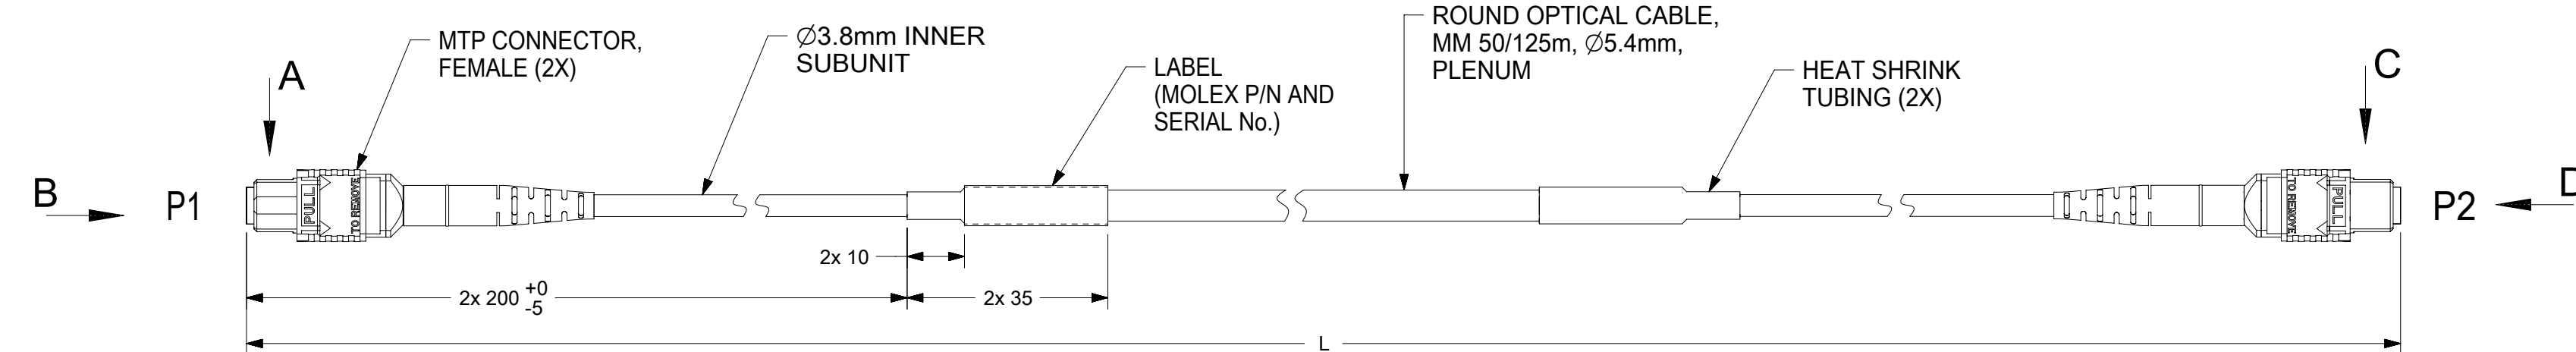 MTP CONNECTOR,
FEMALE (2X)
Ø3.8mm INNER
SUBUNIT
LABEL
(MOLEX P/N AND
SERIAL No.)
ROUND OPTICAL CABLE,
MM 50/125m, Ø5.4mm,
PLENUM
HEAT SHRINK
TUBING (2X)
A
C
B
P1
PULL
TO REMOVE
TO REMOVE
PULL
P2
D
2x 10
2x 200 +0 -5
2x 35
L